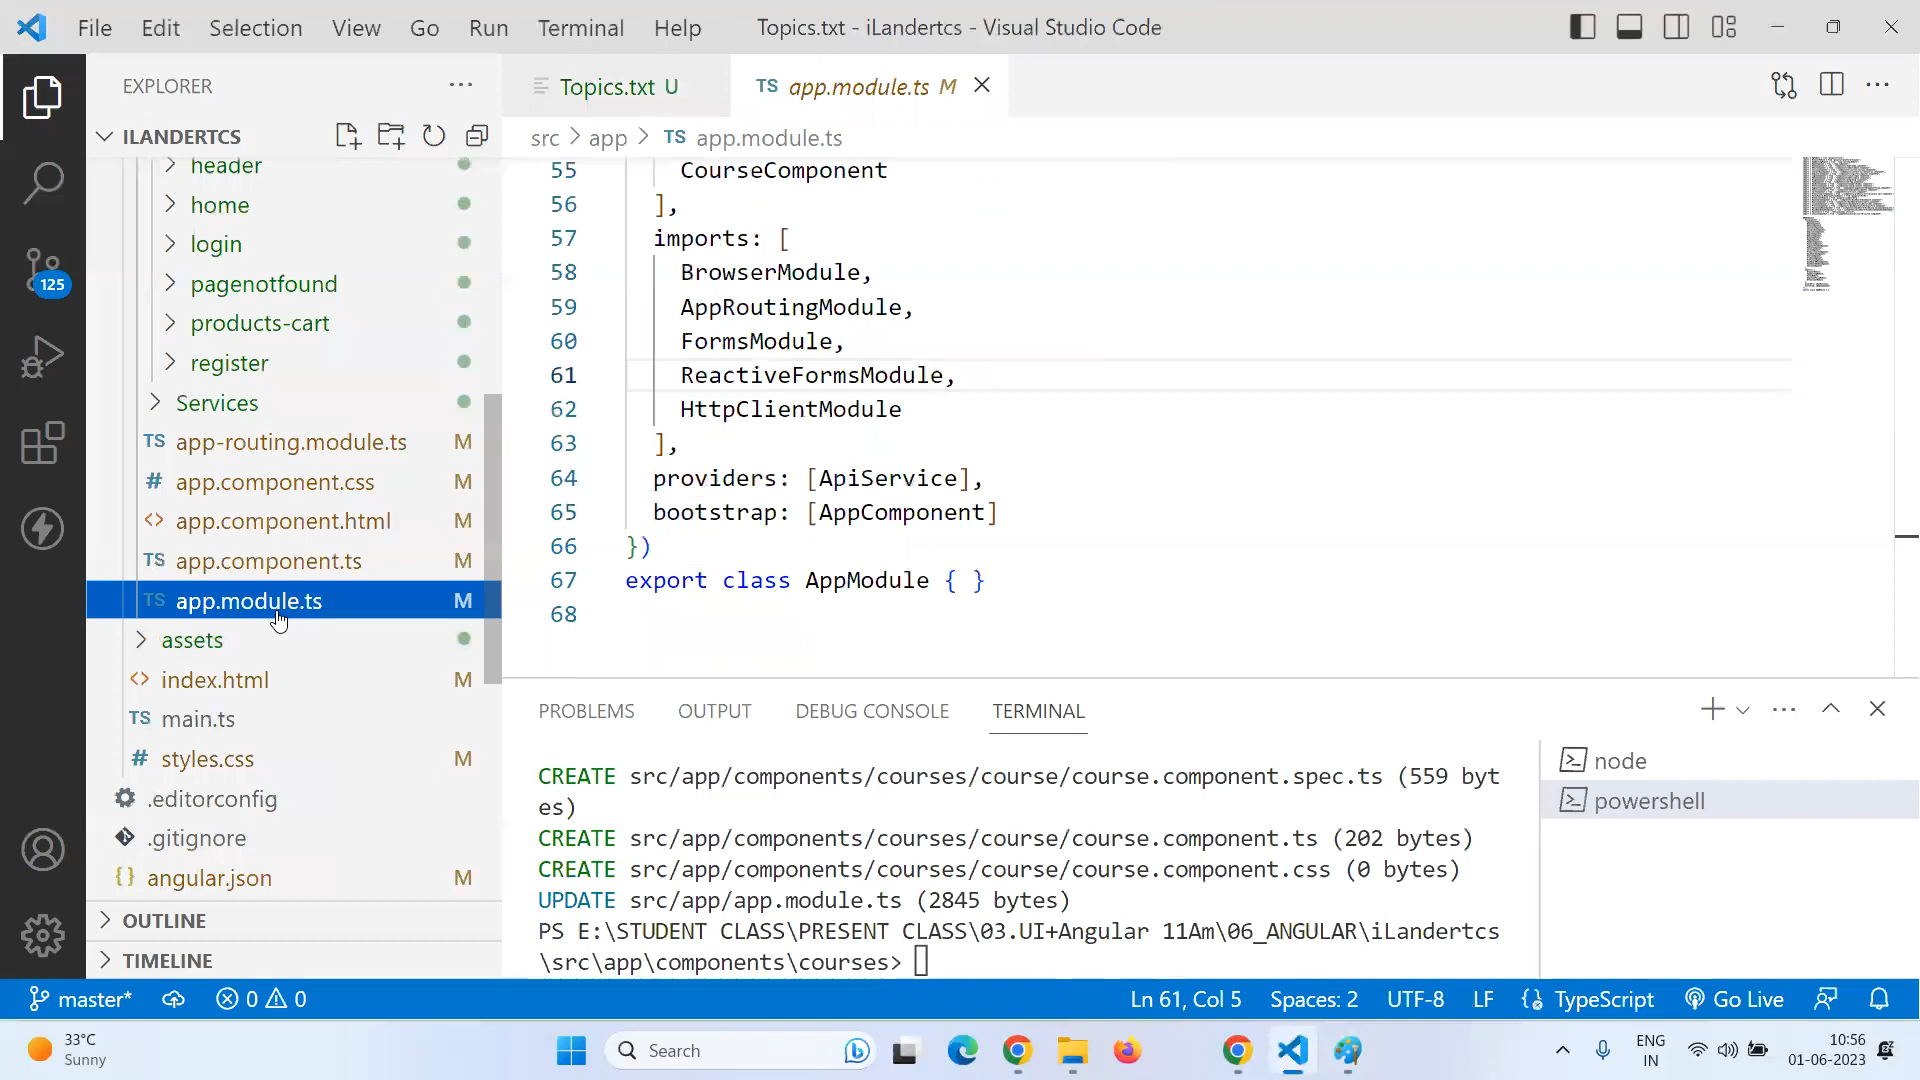 File Edit Selection View Go Run Terminal Help
Topics.txt - iLandertcs - Visual Studio Code
EXPLORER
ILANDERTCS
header
home
login
pagenotfound
products-cart
register
Services
TS app-routing.module.ts M
# app.component.css M
<> app.component.html M
TS app.component.ts M
TS app.module.ts M
assets
<> index.html M
TS main.ts
# styles.css M
.editorconfig
.gitignore
{} angular.json M
OUTLINE
TIMELINE
125
Topics.txt U
TS app.module.ts M
src > app > TS app.module.ts
55 CourseComponent
56 ],
57 imports: [
58 BrowserModule,
59 AppRoutingModule,
60 FormsModule,
61 ReactiveFormsModule,
62 HttpClientModule
63 ],
64 providers: [ApiService],
65 bootstrap: [AppComponent]
66 })
67 export class AppModule { }
68
PROBLEMS OUTPUT DEBUG CONSOLE TERMINAL
CREATE src/app/components/courses/course/course.component.spec.ts (559 byt
es)
CREATE src/app/components/courses/course/course.component.ts (202 bytes)
CREATE src/app/components/courses/course/course.component.css (0 bytes)
UPDATE src/app/app.module.ts (2845 bytes)
PS E:\STUDENT CLASS\PRESENT CLASS\03.UI+Angular 11Am\06_ANGULAR\iLandertcs
\src\app\components\courses>
node
powershell
master* 0 0
Ln 61, Col 5 Spaces: 2 UTF-8 LF TypeScript Go Live
33°C
Sunny
Search
ENG
IN
10:56
01-06-2023